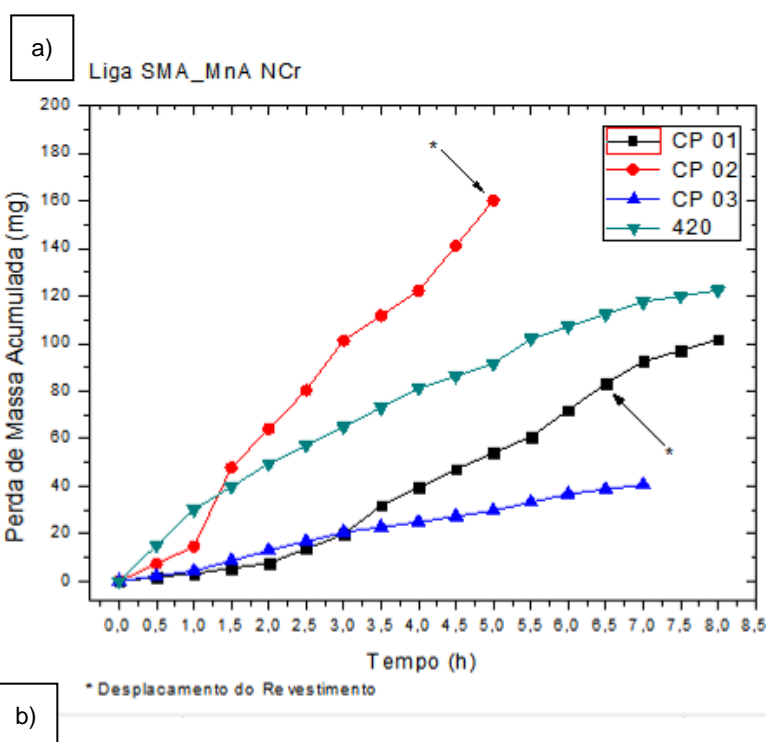 a)
Liga SMA_MnA NCr
200
180
160
140
120
100
80
60
40
20
0
Perda de Massa Acumulada (mg)
*
*
CP 01
CP 02
CP 03
420
0,0 0,5 1,0 1,5 2,0 2,5 3,0 3,5 4,0 4,5 5,0 5,5 6,0 6,5 7,0 7,5 8,0 8,5
Tempo (h)
* Desplacamento do Revestimento
b)